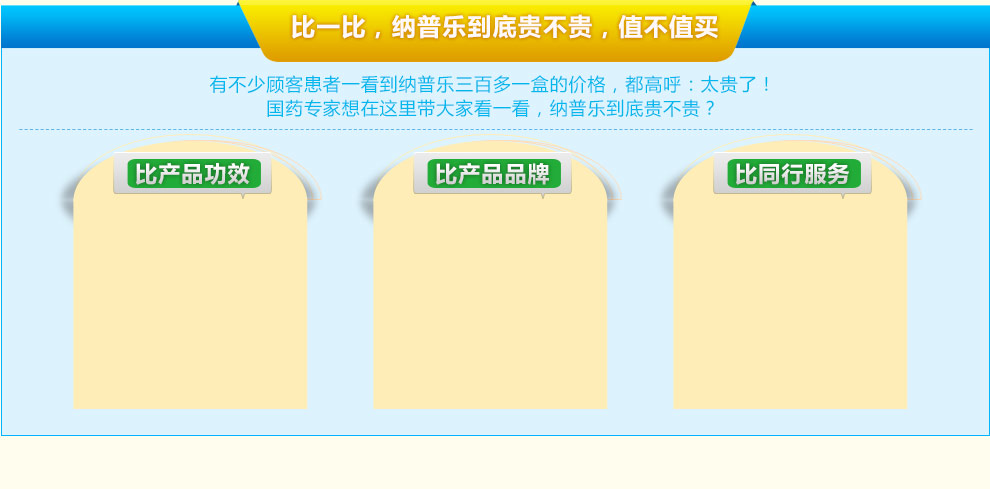 比一比，纳普乐到底贵不贵，值不值买
有不少顾客患者一看到纳普乐三百多一盒的价格，都高呼：太贵了！
国药专家想在这里带大家看一看，纳普乐到底贵不贵？
比产品功效
比产品品牌
比同行服务